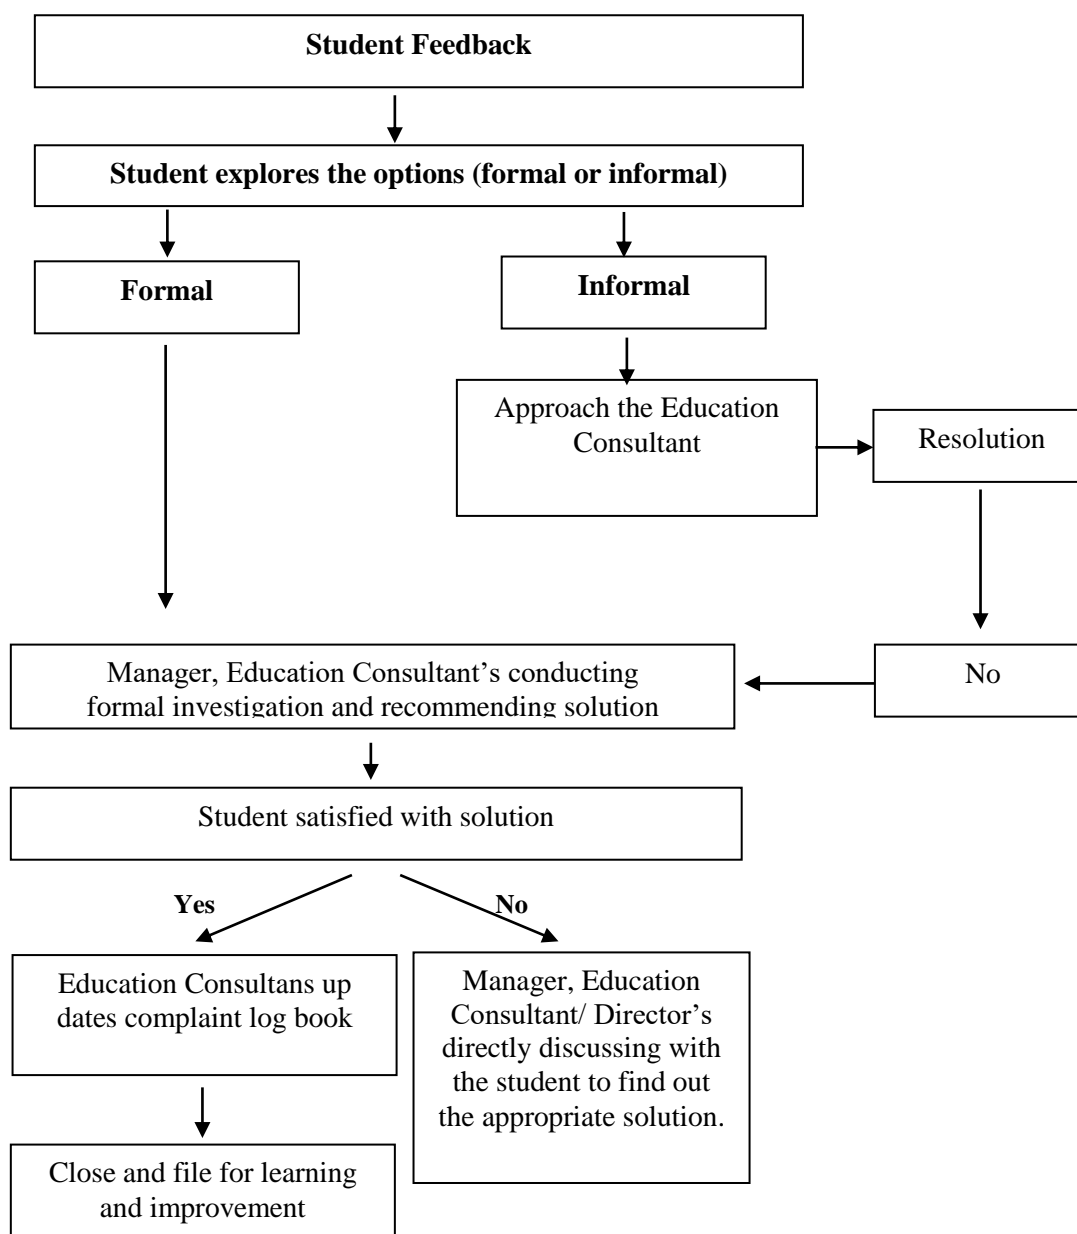 Student Feedback
Student explores the options (formal or informal)
Formal
Informal
Approach the Education
Consultant
Resolution
No
Manager, Education Consultant’s conducting
formal investigation and recommending solution
Student satisfied with solution
Yes
No
Education Consultans up
dates complaint log book
Manager, Education
Consultant/ Director’s
directly discussing with
the student to find out
the appropriate solution.
Close and file for learning
and improvement